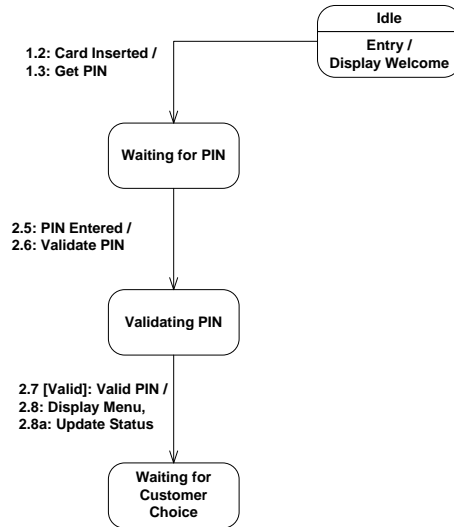 Idle
Entry /
Display Welcome
1.2: Card Inserted /
1.3: Get PIN
Waiting for PIN
2.5: PIN Entered /
2.6: Validate PIN
Validating PIN
2.7 [Valid]: Valid PIN /
2.8: Display Menu,
2.8a: Update Status
Waiting for
Customer
Choice